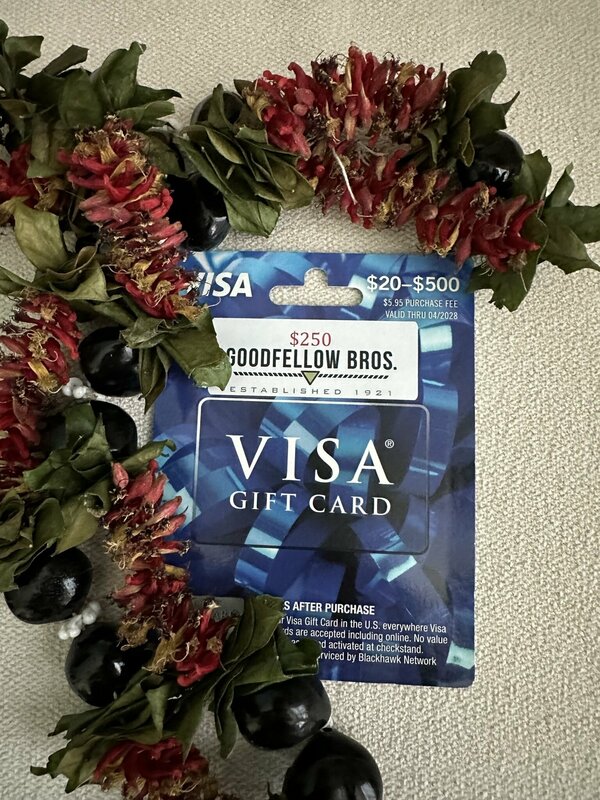 VISA
$20–$500
$5.95 PURCHASE FEE
VALID THRU 04/2028
$250
GOODFELLOW BROS.
ESTABLISHED 1921
VISA®
GIFT CARD
AFTER PURCHASE
Visa Gift Card in the U.S. everywhere Visa
are accepted including online. No value
activated at checkstand.
by Blackhawk Network